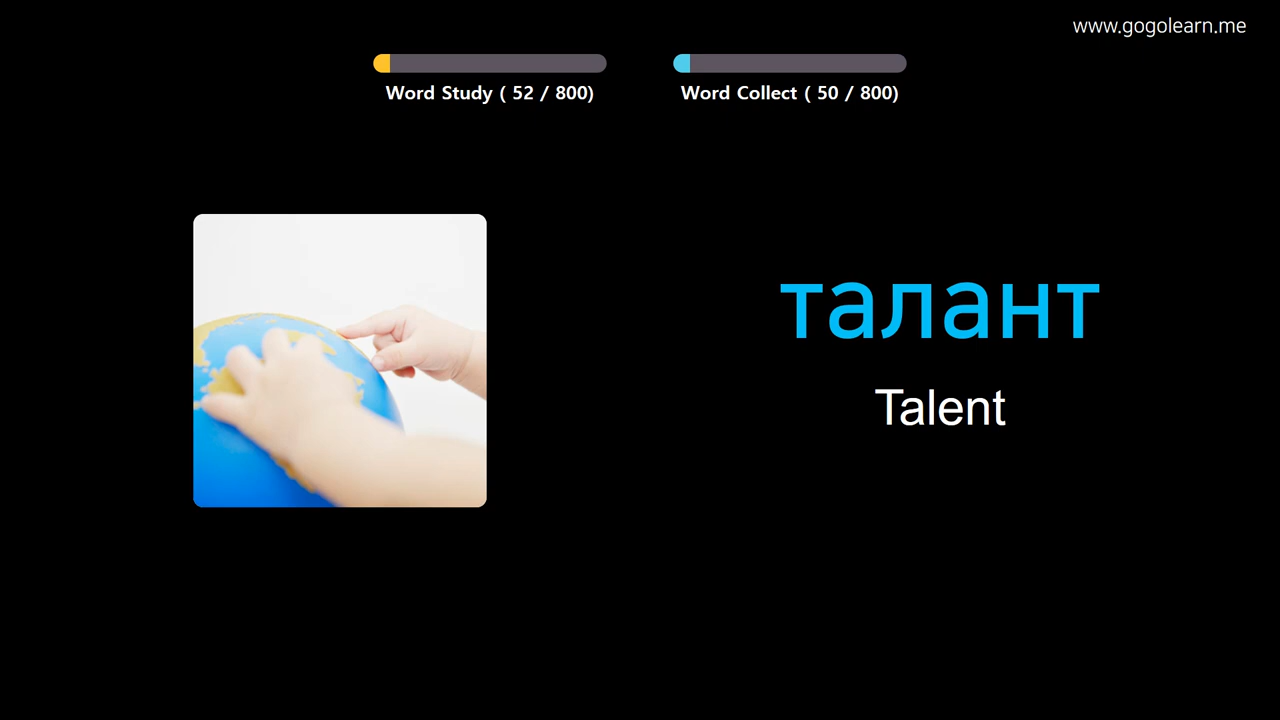 www.gogolearn.me
Word Study ( 52 / 800)
Word Collect ( 50 / 800)
талант
Talent